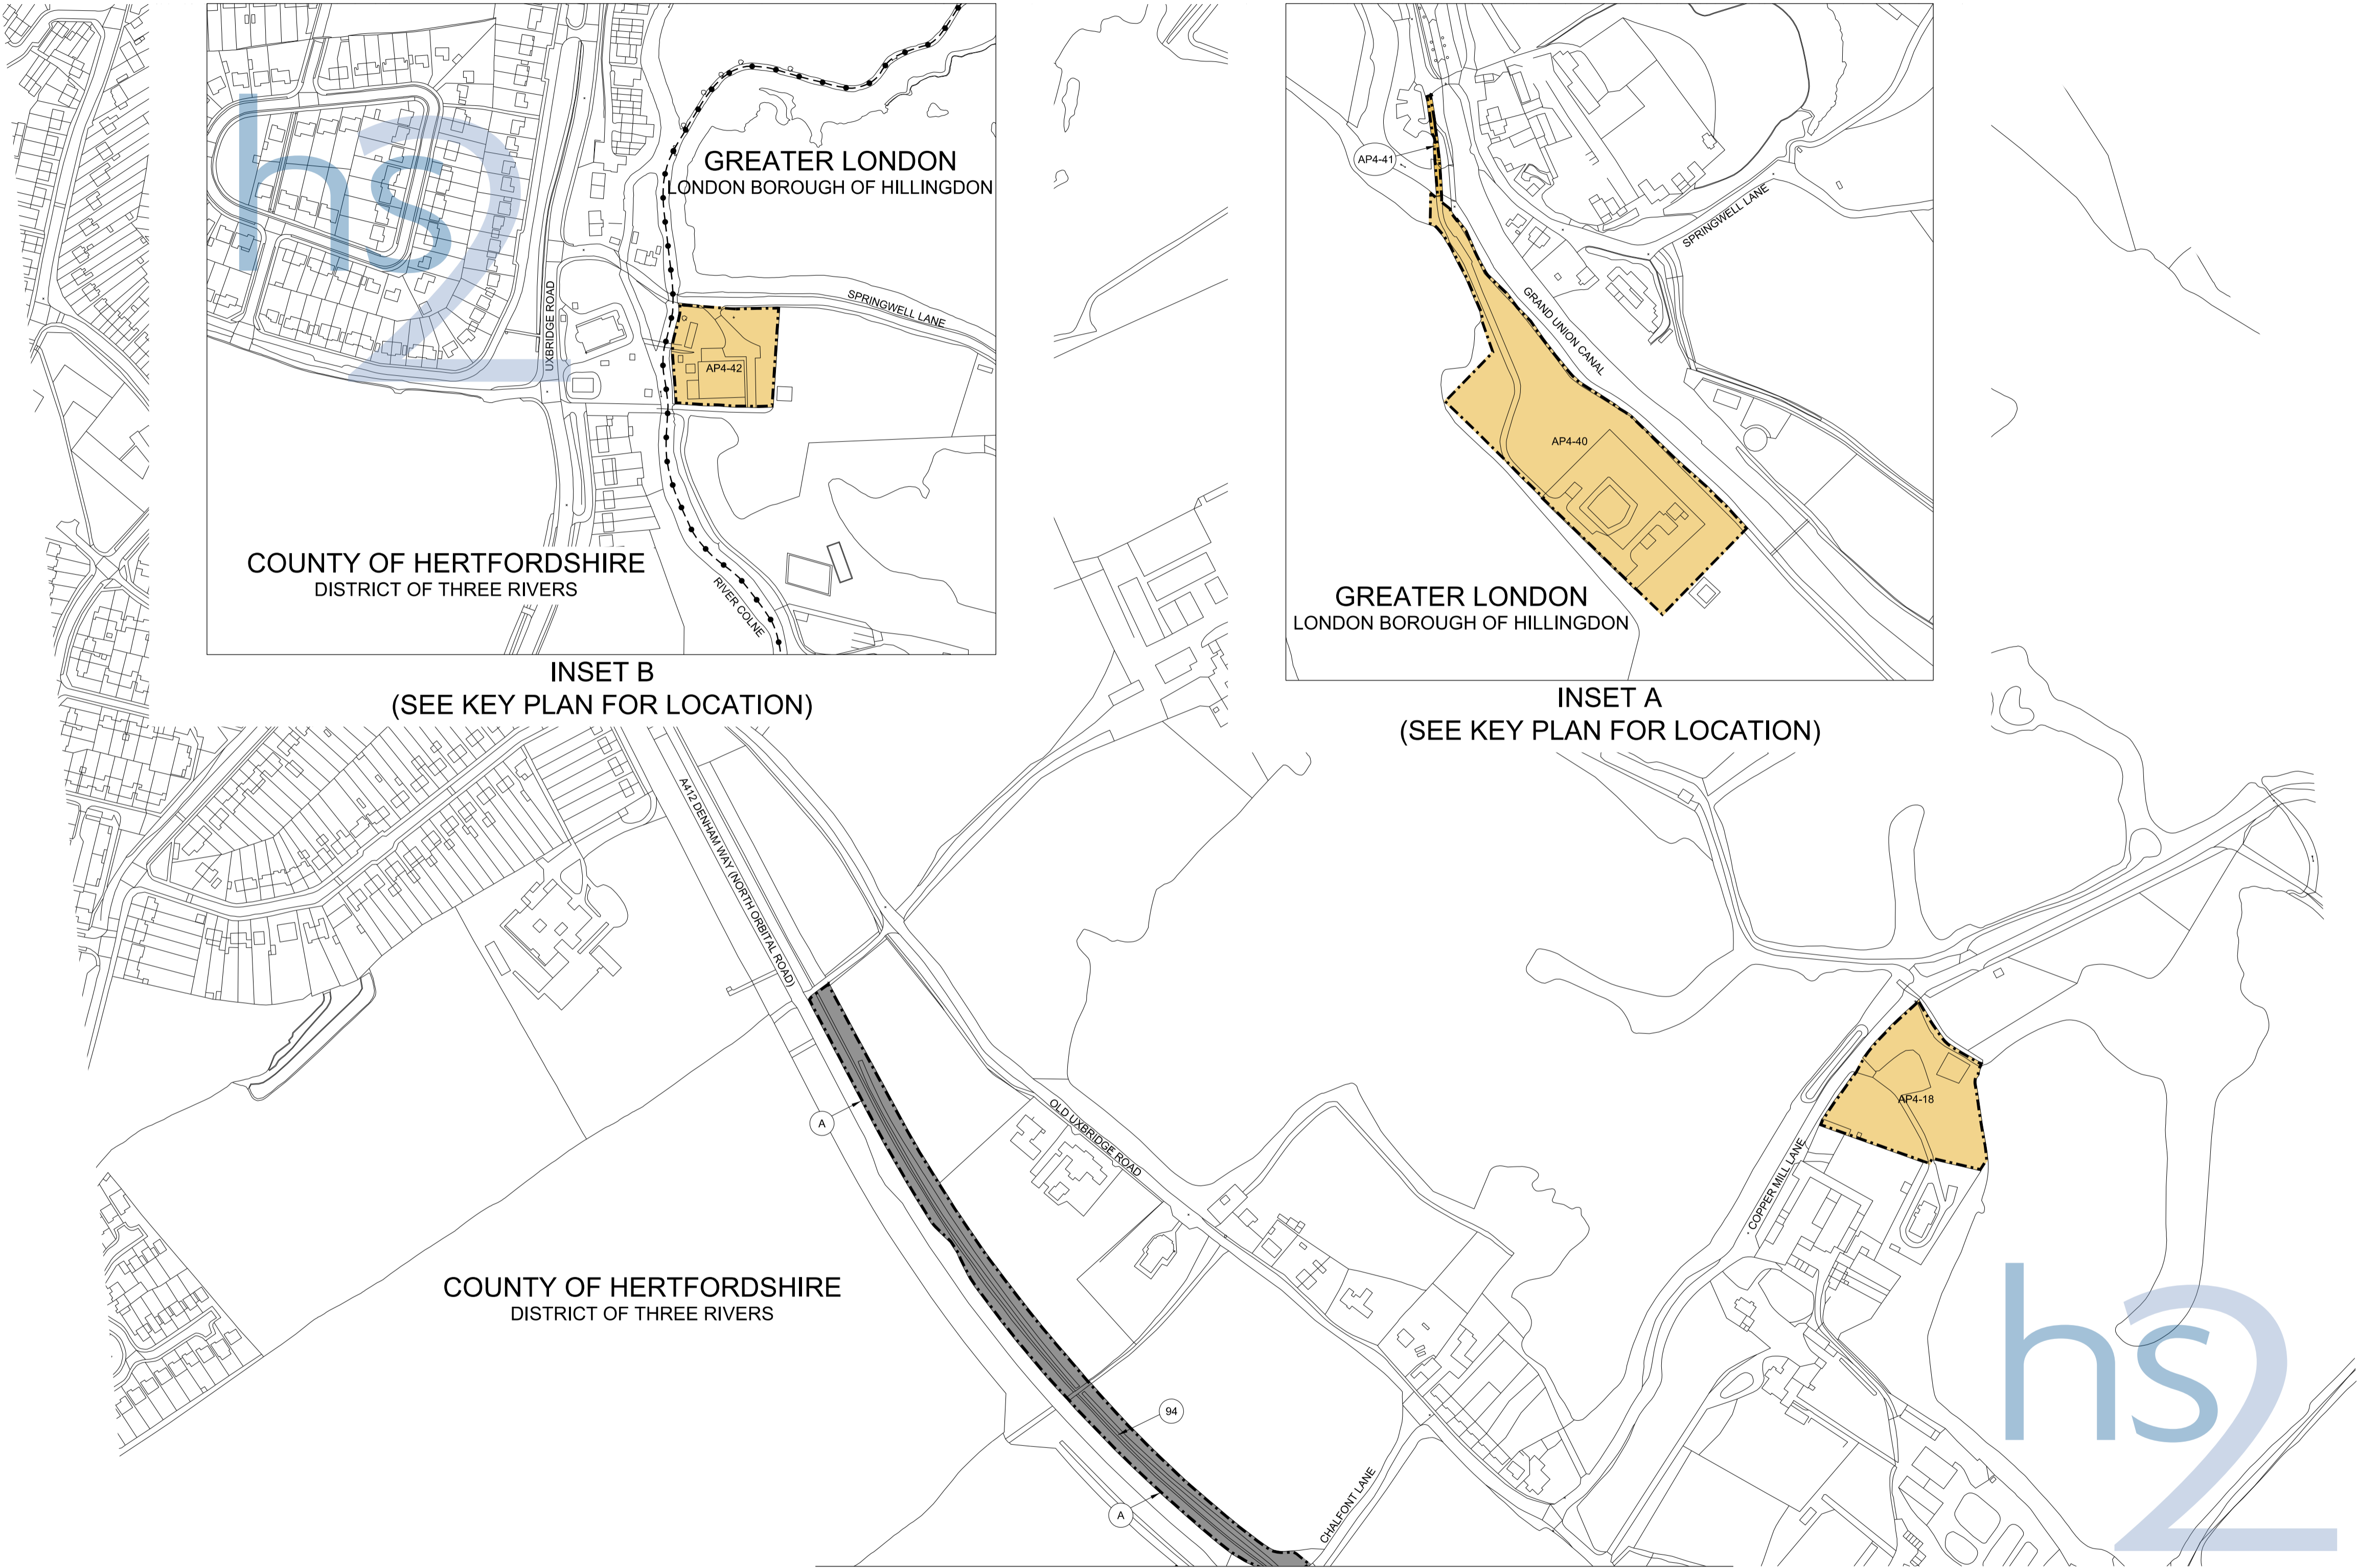 hs2
GREATER LONDON
LONDON BOROUGH OF HILLINGDON
UXBRIDGE ROAD
SPRINGWELL LANE
AP4-42
COUNTY OF HERTFORDSHIRE
DISTRICT OF THREE RIVERS
RIVER COLNE
INSET B
(SEE KEY PLAN FOR LOCATION)
AP4-41
SPRINGWELL LANE
GRAND UNION CANAL
AP4-40
GREATER LONDON
LONDON BOROUGH OF HILLINGDON
INSET A
(SEE KEY PLAN FOR LOCATION)
A412 DENHAM WAY (NORTH ORBITAL ROAD)
A
OLD UXBRIDGE ROAD
AP4-18
COPPER MILL LANE
COUNTY OF HERTFORDSHIRE
DISTRICT OF THREE RIVERS
94
A
CHALFONT LANE
hs2